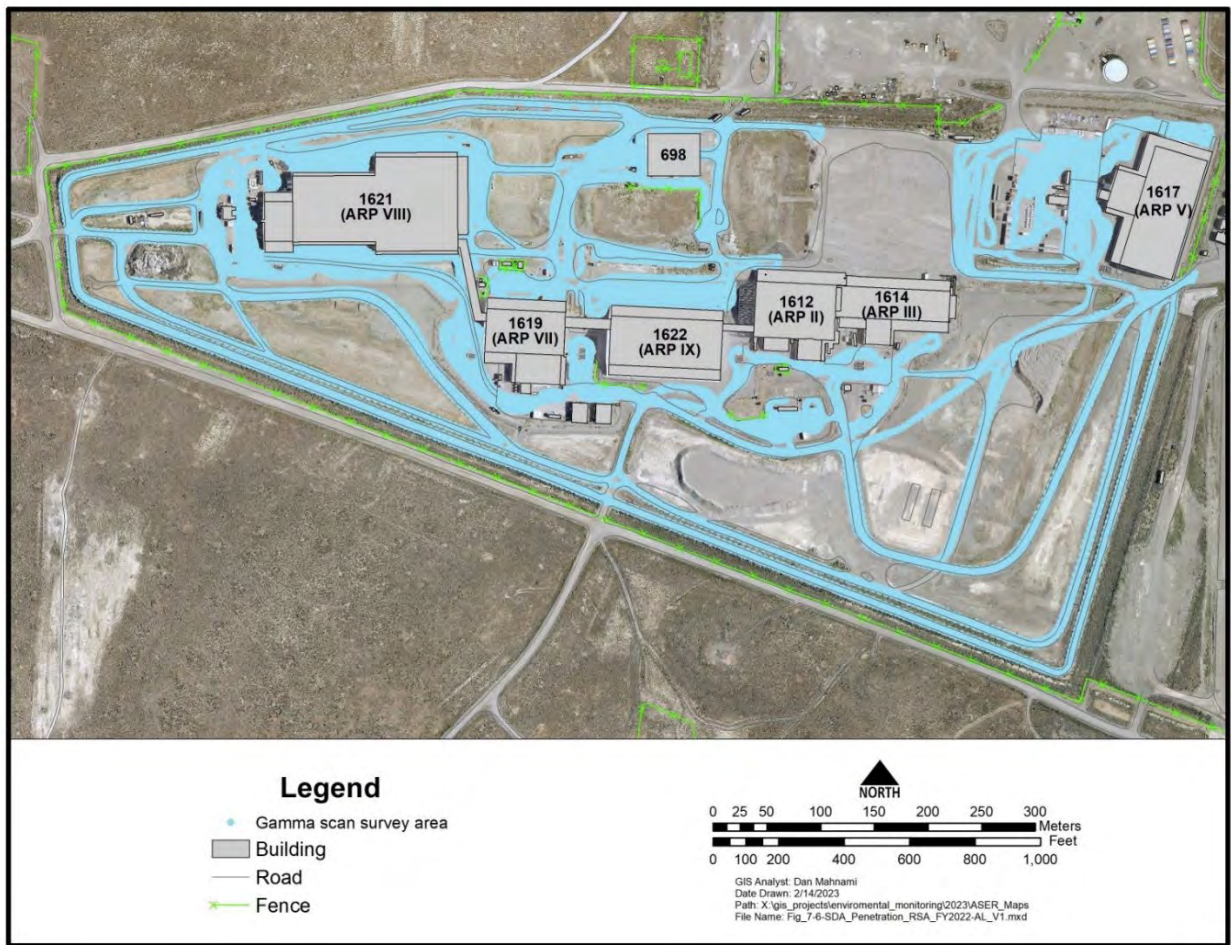 698
1621
(ARP VIII)
1617
(ARP V)
1612
(ARP II)
1614
(ARP III)
1619
(ARP VII)
1622
(ARP IX)
Legend
Gamma scan survey area
Building
Road
Fence
NORTH
0 25 50 100 150 200 250 300
Meters
Feet
0 100 200 400 600 800 1,000
GIS Analyst: Dan Mahnami
Date Drawn: 2/14/2023
Path: X:\gis_projects\enviromental_monitoring\2023\ASER_Maps
File Name: Fig_7-6-SDA_Penetration_RSA_FY2022-AL_V1.mxd